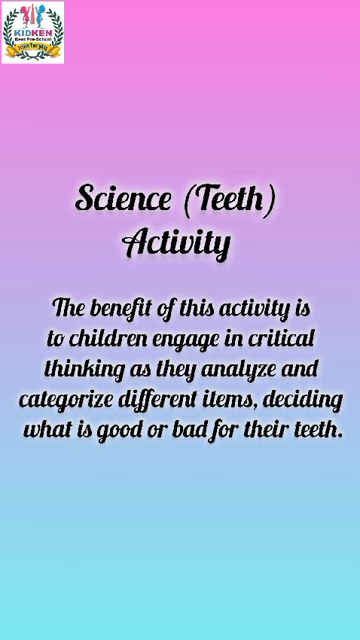 KIDKEN
Best Pre-School
Science (Teeth)
Activity
The benefit of this activity is
to children engage in critical
thinking as they analyze and
categorize different items, deciding
what is good or bad for their teeth.